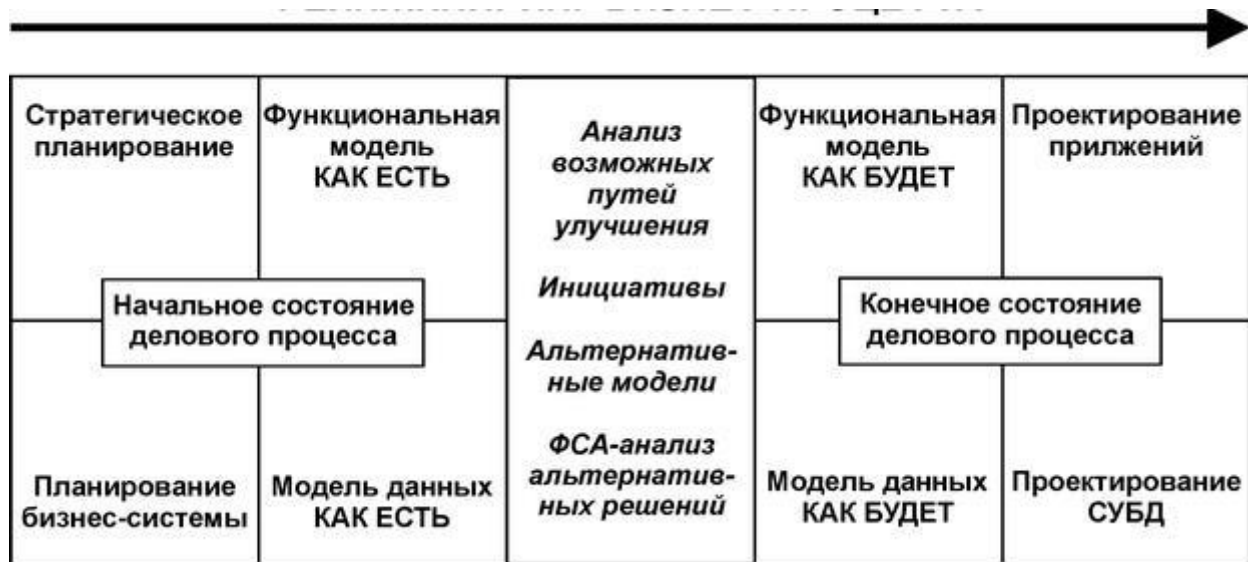 Стратегическое
планирование
Функциональная
модель
КАК ЕСТЬ
Начальное состояние
делового процесса
Планирование
бизнес-системы
Модель данных
КАК ЕСТЬ
Анализ
возможных
путей
улучшения
Инициативы
Альтернатив-
ные модели
ФСА-анализ
альтернатив-
ных решений
Функциональная
модель
КАК БУДЕТ
Проектирование
прилжений
Конечное состояние
делового процесса
Модель данных
КАК БУДЕТ
Проектирование
СУБД